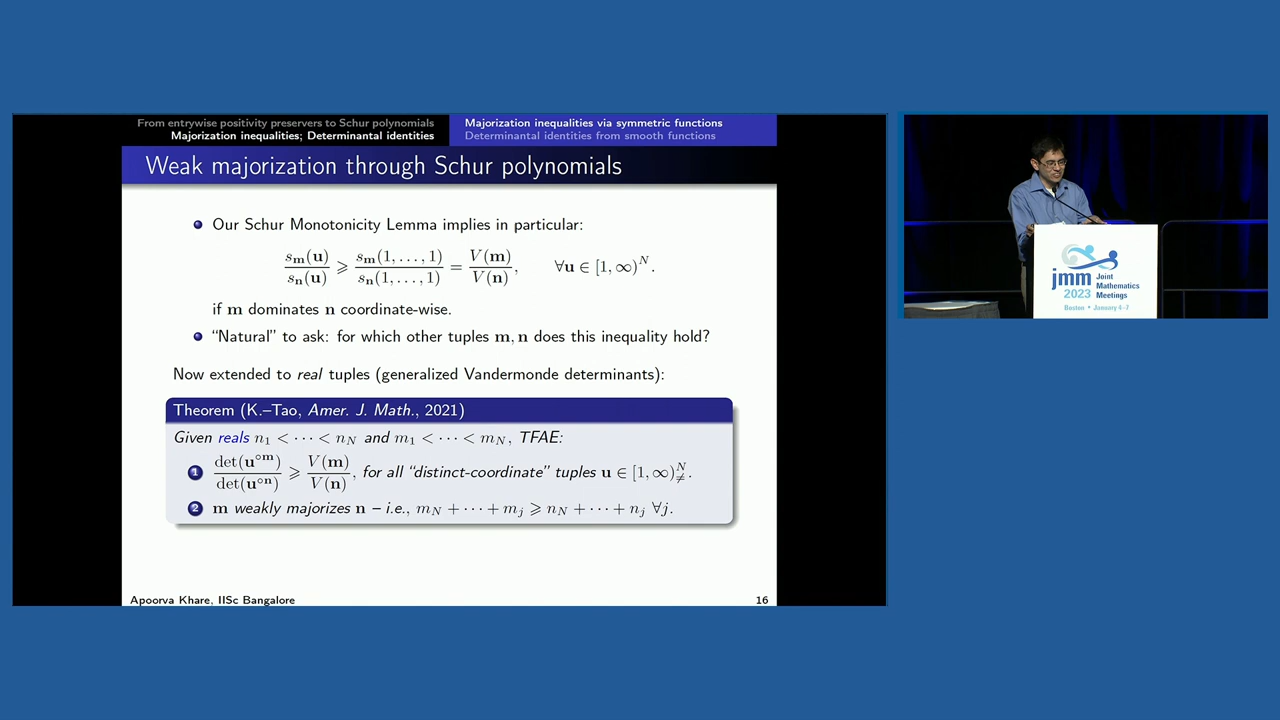 From entrywise positivity preservers to Schur polynomials
Majorization inequalities; Determinantal identities
Majorization inequalities via symmetric functions
Determinantal identities from smooth functions
Weak majorization through Schur polynomials
Our Schur Monotonicity Lemma implies in particular:
s_m(u)/s_n(u) ⩾ s_m(1, . . . , 1)/s_n(1, . . . , 1) = V(m)/V(n), ∀u ∈ [1, ∞)^N.
if m dominates n coordinate-wise.
“Natural” to ask: for which other tuples m, n does this inequality hold?
Now extended to real tuples (generalized Vandermonde determinants):
Theorem (K.–Tao, Amer. J. Math., 2021)
Given reals n_1 < · · · < n_N and m_1 < · · · < m_N, TFAE:
1 det(u^∘m)/det(u^∘n) ⩾ V(m)/V(n), for all “distinct-coordinate” tuples u ∈ [1, ∞)^N_≠.
2 m weakly majorizes n – i.e., m_N + · · · + m_j ⩾ n_N + · · · + n_j ∀j.
Apoorva Khare, IISc Bangalore
16
jmm
2023
Joint
Mathematics
Meetings
Boston • January 4-7